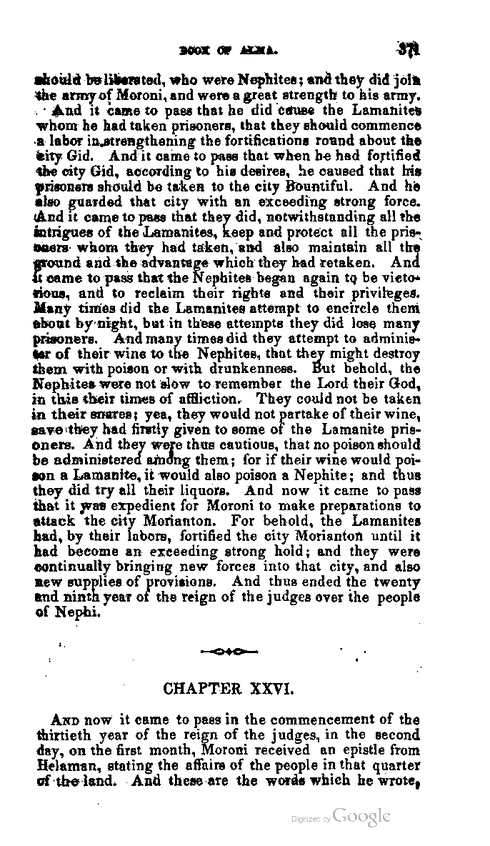 BOOK OF ALMA. 371
should be liberated, who were Nephites; and they did join
the army of Moroni, and were a great strength to his army.
And it came to pass that he did cause the Lamanites
whom he had taken prisoners, that they should commence
a labor in strengthening the fortifications round about the
city Gid. And it came to pass that when he had fortified
the city Gid, according to his desires, he caused that his
prisoners should be taken to the city Bountiful. And he
also guarded that city with an exceeding strong force.
And it came to pass that they did, notwithstanding all the
intrigues of the Lamanites, keep and protect all the pris-
oners whom they had taken, and also maintain all the
ground and the advantage which they had retaken. And
it came to pass that the Nephites began again to be victo-
rious, and to reclaim their rights and their privileges.
Many times did the Lamanites attempt to encircle them
about by night, but in these attempts they did lose many
prisoners. And many times did they attempt to adminis-
ter of their wine to the Nephites, that they might destroy
them with poison or with drunkenness. But behold, the
Nephites were not slow to remember the Lord their God,
in this their times of affliction. They could not be taken
in their snares; yea, they would not partake of their wine,
save they had firstly given to some of the Lamanite pris-
oners. And they were thus cautious, that no poison should
be administered among them; for if their wine would poi-
son a Lamanite, it would also poison a Nephite; and thus
they did try all their liquors. And now it came to pass
that it was expedient for Moroni to make preparations to
attack the city Morianton. For behold, the Lamanites
had, by their labors, fortified the city Morianton until it
had become an exceeding strong hold; and they were
continually bringing new forces into that city, and also
new supplies of provisions. And thus ended the twenty
and ninth year of the reign of the judges over the people
of Nephi.
CHAPTER XXVI.
AND now it came to pass in the commencement of the
thirtieth year of the reign of the judges, in the second
day, on the first month, Moroni received an epistle from
Helaman, stating the affairs of the people in that quarter
of the land. And these are the words which he wrote,
Digitized by Google